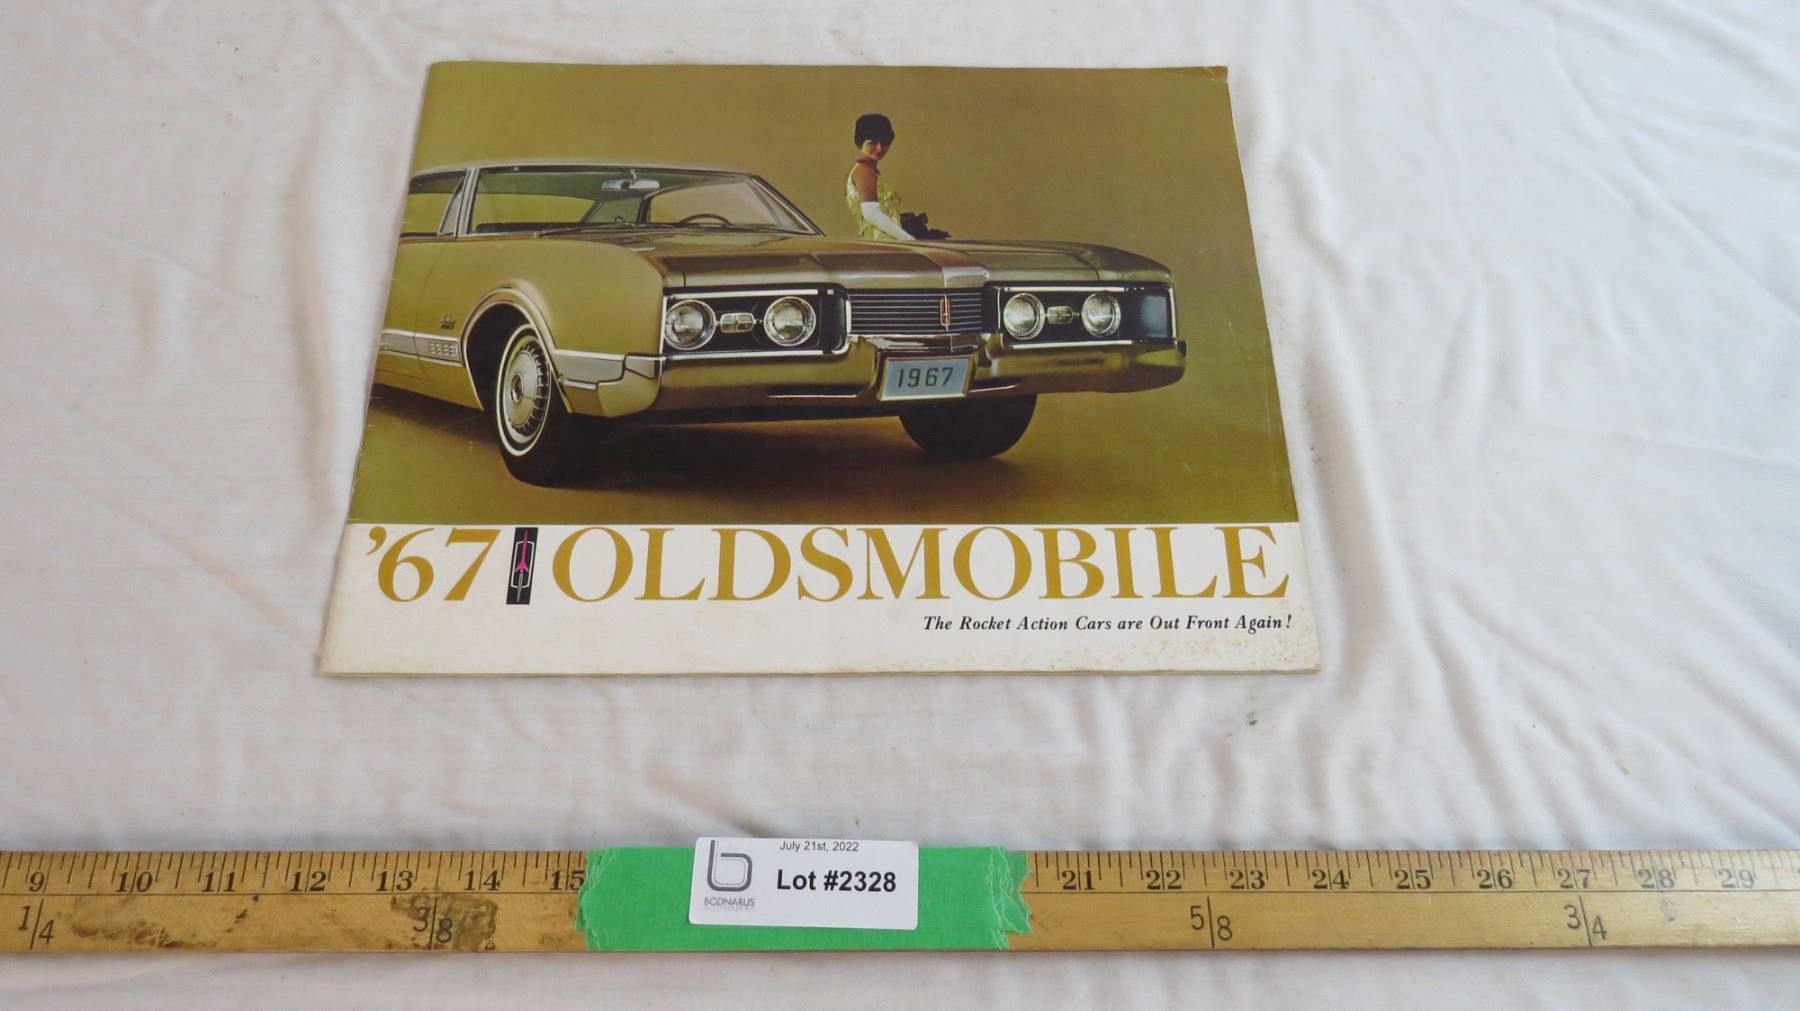 1967
'67 OLDSMOBILE
The Rocket Action Cars are Out Front Again!
July 21st, 2022
Lot #2328
BODNARUS
9 10 11 12 13 14 15 21 22 23 24 25 26 27 28 29
1/4 3/8 5/8 3/4